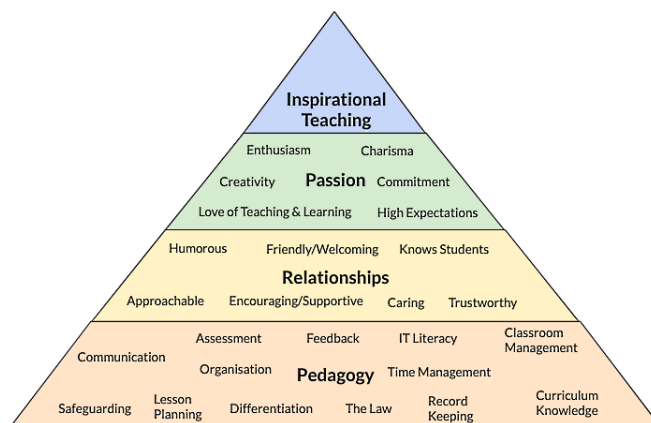 Inspirational
Teaching
Enthusiasm Charisma
Creativity Passion Commitment
Love of Teaching & Learning High Expectations
Humorous Friendly/Welcoming Knows Students
Relationships
Approachable Encouraging/Supportive Caring Trustworthy
Assessment Feedback IT Literacy Classroom
Management
Communication
Organisation Pedagogy Time Management
Safeguarding Lesson
Planning Differentiation The Law Record
Keeping Curriculum
Knowledge